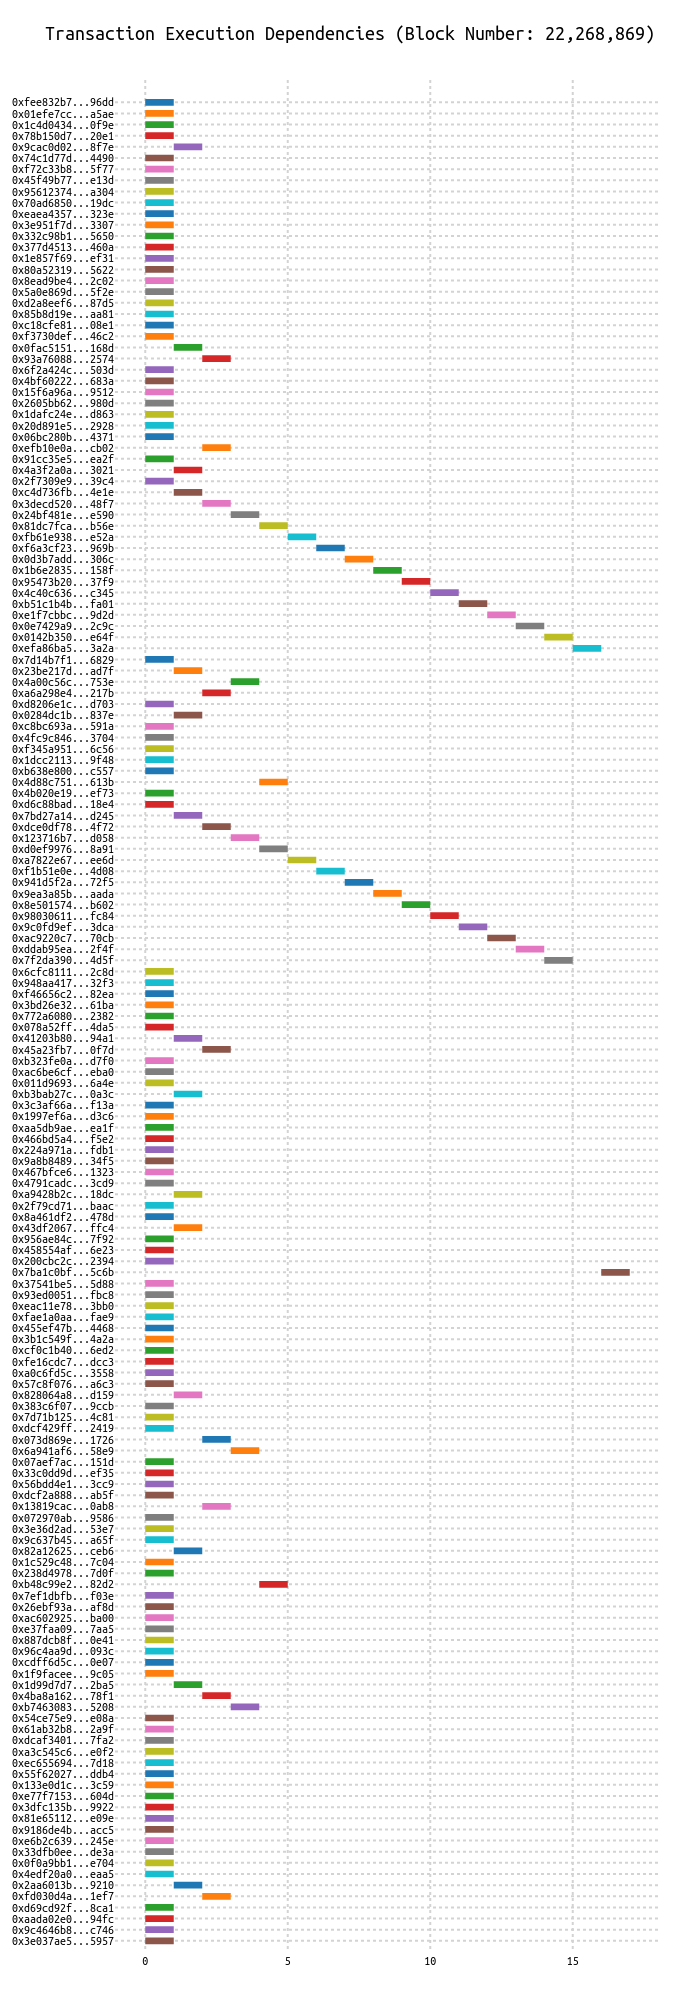 Transaction Execution Dependencies (Block Number: 22,268,869)
0xfee832b7...96dd
0x01efe7cc...a5ae
0x1c4d0434...0f9e
0x78b150d7...20e1
0x9cac0d02...8f7e
0x74c1d77d...4490
0xf72c33b8...5f77
0x45f49b77...e13d
0x95612374...a304
0x70ad6850...19dc
0xeaea4357...323e
0x3e951f7d...3307
0x332c98b1...5650
0x377d4513...460a
0x1e857f69...ef31
0x80a52319...5622
0x8ead9be4...2c02
0x5a0e869d...5f2e
0xd2a8eef6...87d5
0x85b8d19e...aa81
0xc18cfe81...08e1
0xf3730def...46c2
0x0fac5151...168d
0x93a76088...2574
0x6f2a424c...503d
0x4bf60222...683a
0x15f6a96a...9512
0x2605bb62...980d
0x1dafc24e...d863
0x20d891e5...2928
0x06bc280b...4371
0xefb10e0a...cb02
0x91cc35e5...ea2f
0x4a3f2a0a...3021
0x2f7309e9...39c4
0xc4d736fb...4e1e
0x3decd520...48f7
0x24bf481e...e590
0x81dc7fca...b56e
0xfb61e938...e52a
0xf6a3cf23...969b
0x0d3b7add...306c
0x1b6e2835...158f
0x95473b20...37f9
0x4c40c636...c345
0xb51c1b4b...fa01
0xe1f7cbbc...9d2d
0x0e7429a9...2c9c
0x0142b350...e64f
0xefa86ba5...3a2a
0x7d14b7f1...6829
0x23be217d...ad7f
0x4a00c56c...753e
0xa6a298e4...217b
0xd8206e1c...d703
0x0284dc1b...837e
0xc8bc693a...591a
0x4fc9c846...3704
0xf345a951...6c56
0x1dcc2113...9f48
0xb638e800...c557
0x4d88c751...613b
0x4b020e19...ef73
0xd6c88bad...18e4
0x7bd27a14...d245
0xdce0df78...4f72
0x123716b7...d058
0xd0ef9976...8a91
0xa7822e67...ee6d
0xf1b51e0e...4d08
0x941d5f2a...72f5
0x9ea3a85b...aada
0x8e501574...b602
0x98030611...fc84
0x9c0fd9ef...3dca
0xac9220c7...70cb
0xddab95ea...2f4f
0x7f2da390...4d5f
0x6cfc8111...2c8d
0x948aa417...32f3
0xf46656c2...82ea
0x3bd26e32...61ba
0x772a6080...2382
0x078a52ff...4da5
0x41203b80...94a1
0x45a23fb7...0f7d
0xb323fe0a...d7f0
0xac6be6cf...eba0
0x011d9693...6a4e
0xb3bab27c...0a3c
0x3c3af66a...f13a
0x1997ef6a...d3c6
0xaa5db9ae...ea1f
0x466bd5a4...f5e2
0x224a971a...fdb1
0x9a8b8489...34f5
0x467bfce6...1323
0x4791cadc...3cd9
0xa9428b2c...18dc
0x2f79cd71...baac
0x8a461df2...478d
0x43df2067...ffc4
0x956ae84c...7f92
0x458554af...6e23
0x200cbc2c...2394
0x7ba1c0bf...5c6b
0x37541be5...5d88
0x93ed0051...fbc8
0xeac11e78...3bb0
0xfae1a0aa...fae9
0x455ef47b...4468
0x3b1c549f...4a2a
0xcf0c1b40...6ed2
0xfe16cdc7...dcc3
0xa0c6fd5c...3558
0x57c8f076...a6c3
0x828064a8...d159
0x383c6f07...9ccb
0x7d71b125...4c81
0xdcf429ff...2419
0x073d869e...1726
0x6a941af6...58e9
0x07aef7ac...151d
0x33c0dd9d...ef35
0x56bdd4e1...3cc9
0xdcf2a888...ab5f
0x13819cac...0ab8
0x072970ab...9586
0x3e36d2ad...53e7
0x9c637b45...a65f
0x82a12625...ceb6
0x1c529c48...7c04
0x238d4978...7d0f
0xb48c99e2...82d2
0x7ef1dbfb...f03e
0x26ebf93a...af8d
0xac602925...ba00
0xe37faa09...7aa5
0x887dcb8f...0e41
0x96c4aa9d...093c
0xcdff6d5c...0e07
0x1f9facee...9c05
0x1d99d7d7...2ba5
0x4ba8a162...78f1
0xb7463083...5208
0x54ce75e9...e08a
0x61ab32b8...2a9f
0xdcaf3401...7fa2
0xa3c545c6...e0f2
0xec655694...7d18
0x55f62027...ddb4
0x133e0d1c...3c59
0xe77f7153...604d
0x3dfc135b...9922
0x81e65112...e09e
0x9186de4b...acc5
0xe6b2c639...245e
0x33dfb0ee...de3a
0x0f0a9bb1...e704
0x4edf20a0...eaa5
0x2aa6013b...9210
0xfd030d4a...1ef7
0xd69cd92f...8ca1
0xaada02e0...94fc
0x9c4646b8...c746
0x3e037ae5...5957
0 5 10 15